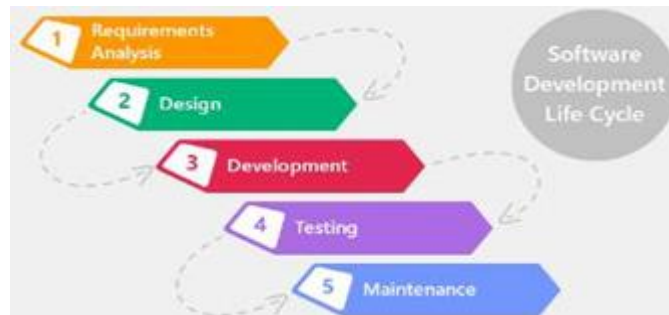 1
Requirements
Analysis
Software
Development
Life Cycle
2
Design
3
Development
4
Testing
5
Maintenance